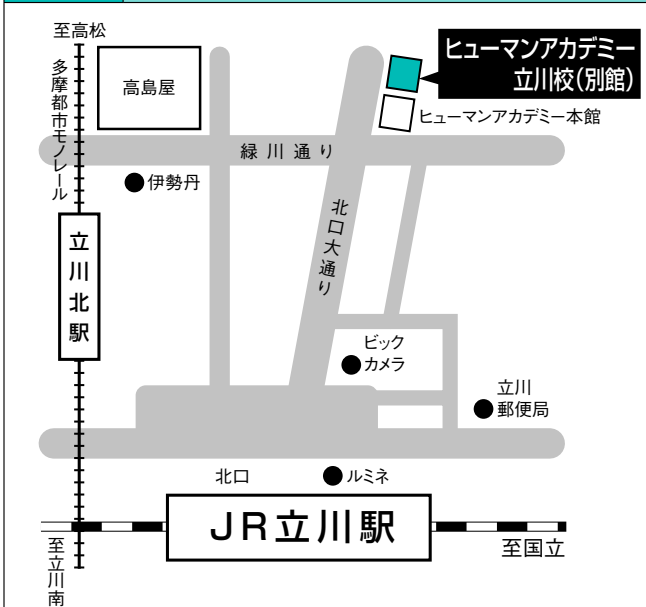 至高松
多摩都市モノレール
高島屋
ヒューマンアカデミー
立川校(別館)
ヒューマンアカデミー本館
緑川通り
伊勢丹
北口大通り
立川北駅
ビック
カメラ
立川
郵便局
北口
ルミネ
JR立川駅
至国立
至立川南